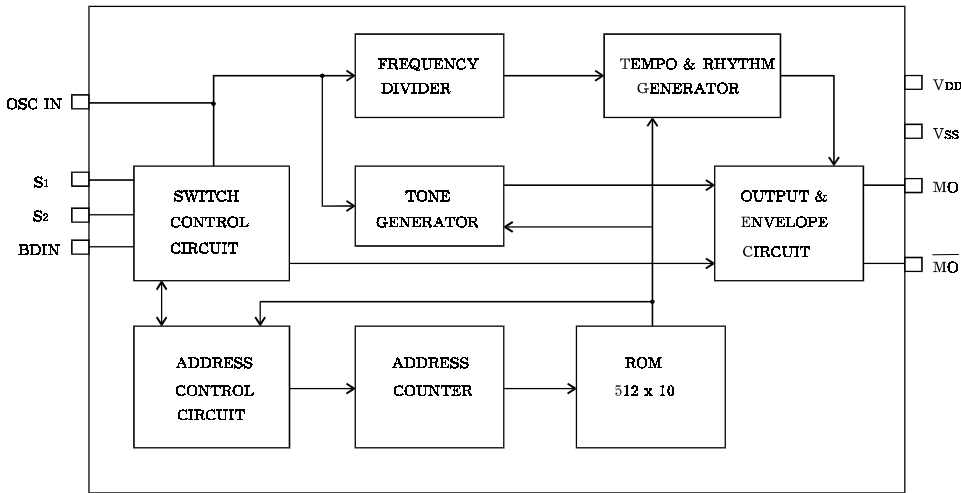 FREQUENCY
DIVIDER
TEMPO & RHYTHM
GENERATOR
VDD
OSC IN
VSS
S1
SWITCH
CONTROL
CIRCUIT
TONE
GENERATOR
OUTPUT &
ENVELOPE
CIRCUIT
MO
S2
BDIN
M̅O̅
ADDRESS
CONTROL
CIRCUIT
ADDRESS
COUNTER
ROM
512 x 10